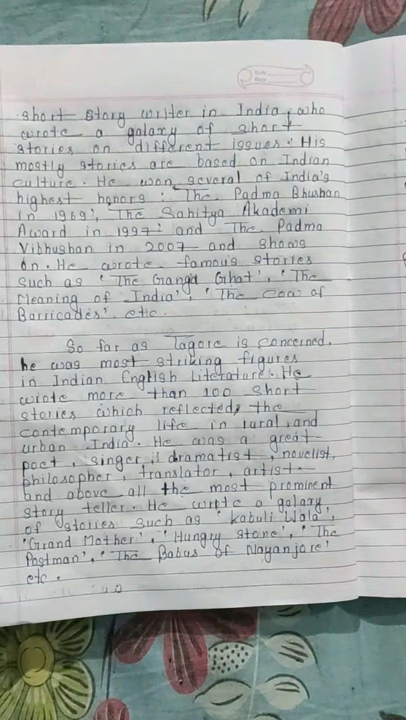 short story writer in India, who
wrote a galaxy of short
stories on different issues. His
mostly stories are based on Indian
culture. He won several of India's
highest honors: The Padma Bhushan
in 1969', The Sahitya Akademi
Award in 1997' and The Padma
Vibhushan in 2007 and shows
on. He wrote famous stories
such as 'The Ganga Ghat', 'The
Meaning of India', 'The Cow of
Barricades' etc.
So far as Tagore is concerned,
he was most striking figures
in Indian English Literature. He
wrote more than 100 short
stories which reflected, the
contemporary life in rural and
urban India. He was a great
poet, singer, dramatist, novelist,
philosopher, translator, artist.
and above all the most prominent
story teller. He wrote a galaxy
of stories such as 'Kabuli Wala',
'Grand Mother', 'Hungry Stone', 'The
Postman', 'The Babus of Nayanjore'
etc.